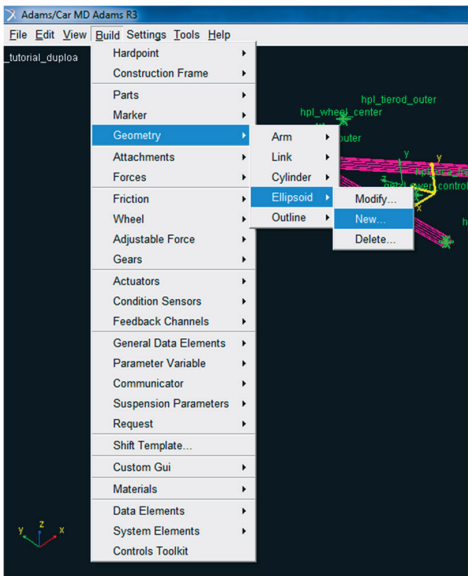 Adams/Car MD Adams R3
File Edit View Build Settings Tools Help
_tutorial_duploa
Hardpoint
Construction Frame
Parts
Marker
Geometry
Attachments
Forces
Friction
Wheel
Adjustable Force
Gears
Actuators
Condition Sensors
Feedback Channels
General Data Elements
Parameter Variable
Communicator
Suspension Parameters
Request
Shift Template...
Custom Gui
Materials
Data Elements
System Elements
Controls Toolkit
Arm
Link
Cylinder
Ellipsoid
Outline
Modify...
New...
Delete...
hpl_tierod_outer
hpl_wheel_center
outer
y
y
z
x
h
y z x